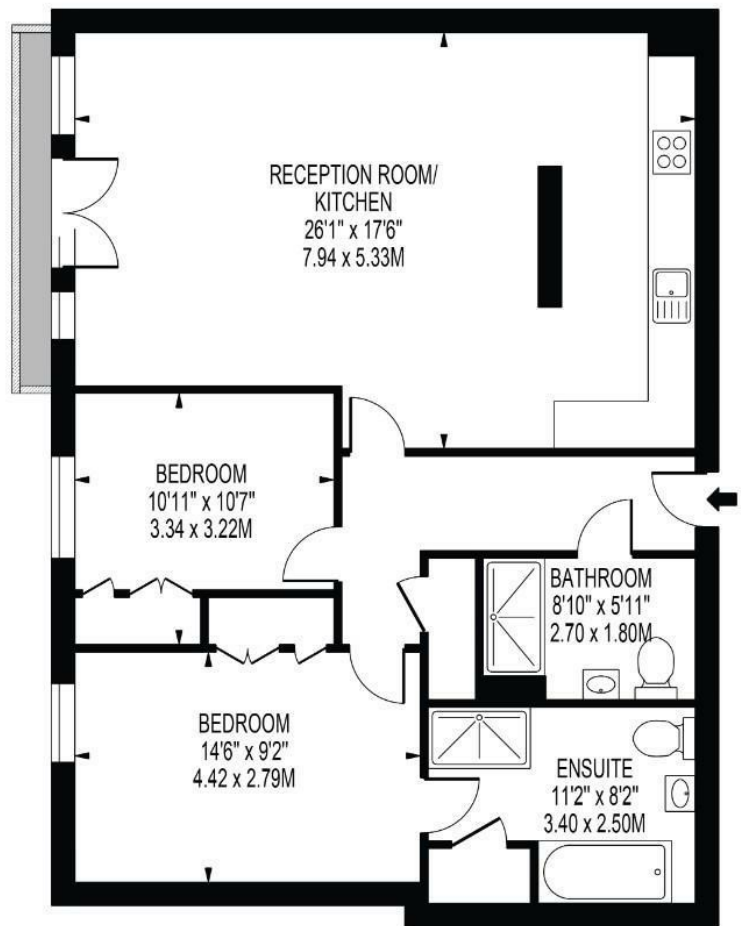 RECEPTION ROOM/
KITCHEN
26'1" x 17'6"
7.94 x 5.33M
BEDROOM
10'11" x 10'7"
3.34 x 3.22M
BATHROOM
8'10" x 5'11"
2.70 x 1.80M
BEDROOM
14'6" x 9'2"
4.42 x 2.79M
ENSUITE
11'2" x 8'2"
3.40 x 2.50M